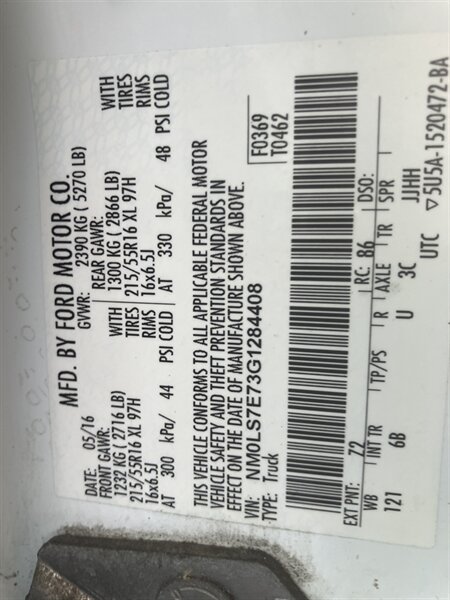 MFD. BY FORD MOTOR CO.
DATE: 05/16 GVWR: 2390 KG ( 5270 LB)
FRONT GAWR: REAR GAWR:
1232 KG ( 2716 LB) WITH 1300 KG ( 2866 LB) WITH
215/55R16 XL 97H TIRES 215/55R16 XL 97H TIRES
16x6.5J RIMS 16x6.5J RIMS
AT 300 kPa/ 44 PSI COLD AT 330 kPa/ 48 PSI COLD
THIS VEHICLE CONFORMS TO ALL APPLICABLE FEDERAL MOTOR
VEHICLE SAFETY AND THEFT PREVENTION STANDARDS IN
EFFECT ON THE DATE OF MANUFACTURE SHOWN ABOVE.
VIN: NM0LS7E73G1284408
TYPE: Truck
F0369
T0462
EXT PNT: Z2 RC: 86 DSO:
WB INT TR TP/PS R AXLE TR SPR
121 6B U 3C JJHH
UTC ▽5U5A-1520472-BA